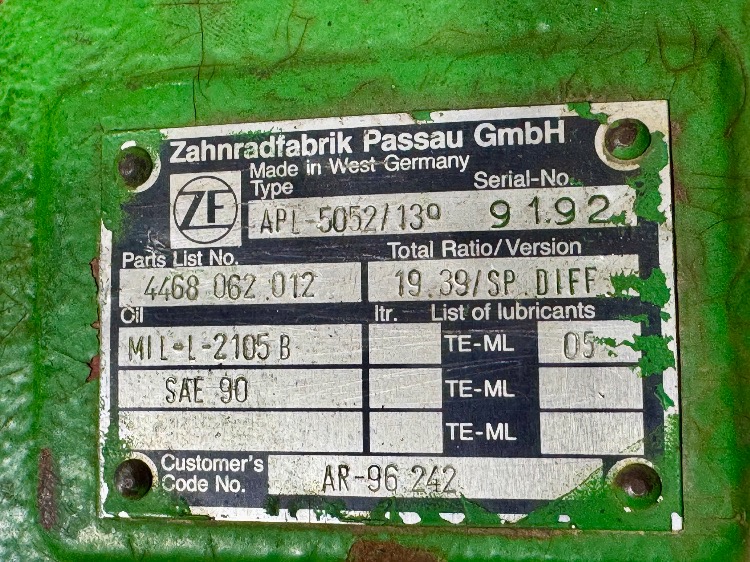 Zahnradfabrik Passau GmbH
Made in West Germany
ZF
Type Serial-No.
APL-5052/13º 9192
Parts List No. Total Ratio/Version
4468 062.012 19.39/SP.DIFF.
Oil ltr. List of lubricants
MIL-L-2105 B TE-ML 05
SAE 90 TE-ML
TE-ML
Customer's
Code No. AR-96 242